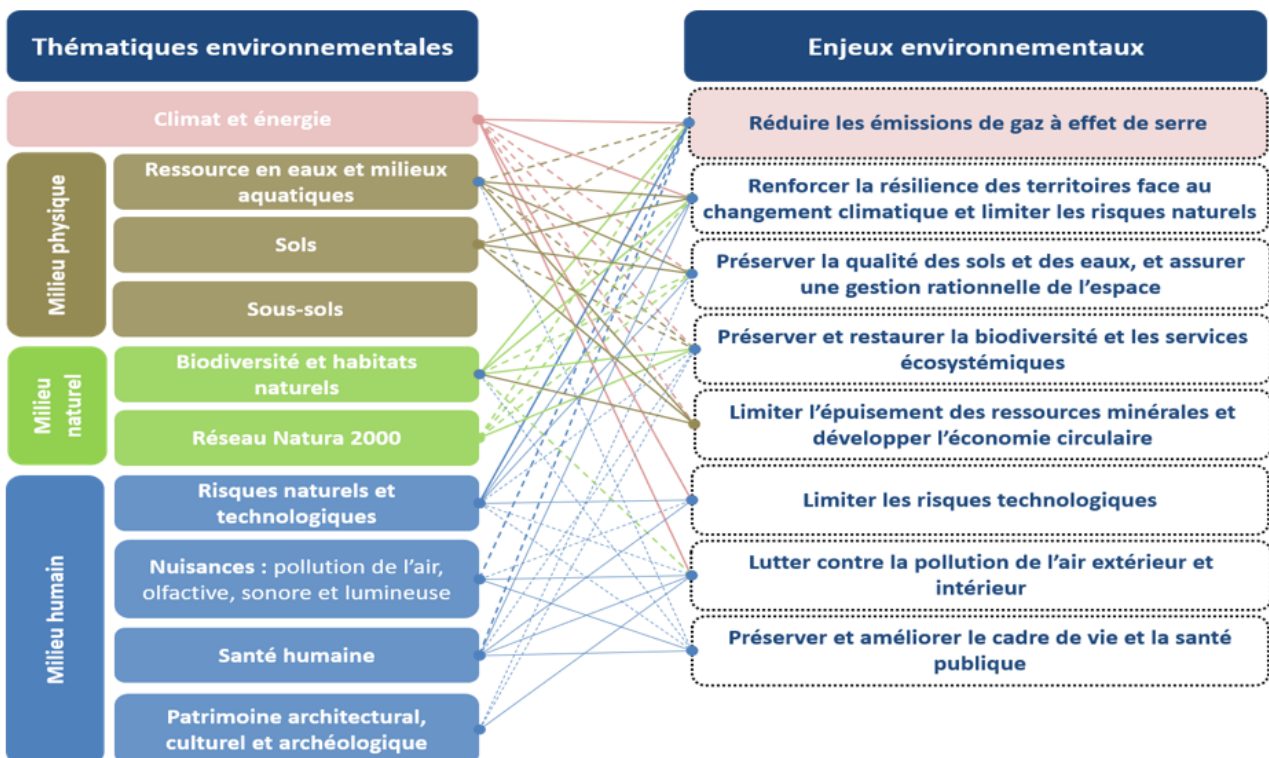 Thématiques environnementales
Enjeux environnementaux
Climat et énergie
Milieu physique
Ressource en eaux et milieux
aquatiques
Sols
Sous-sols
Milieu
naturel
Biodiversité et habitats
naturels
Réseau Natura 2000
Milieu humain
Risques naturels et
technologiques
Nuisances : pollution de l’air,
olfactive, sonore et lumineuse
Santé humaine
Patrimoine architectural,
culturel et archéologique
Réduire les émissions de gaz à effet de serre
Renforcer la résilience des territoires face au
changement climatique et limiter les risques naturels
Préserver la qualité des sols et des eaux, et assurer
une gestion rationnelle de l’espace
Préserver et restaurer la biodiversité et les services
écosystémiques
Limiter l’épuisement des ressources minérales et
développer l’économie circulaire
Limiter les risques technologiques
Lutter contre la pollution de l’air extérieur et
intérieur
Préserver et améliorer le cadre de vie et la santé
publique